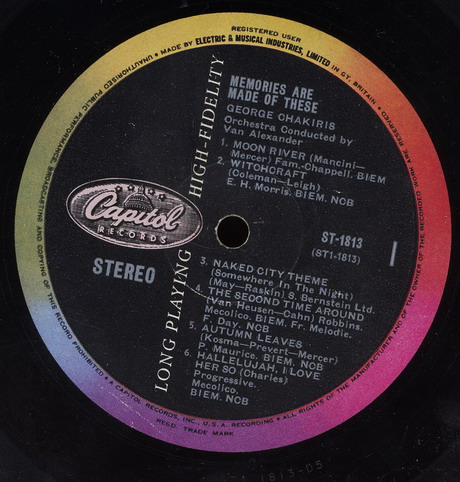 REGISTERED USER
• MADE BY ELECTRIC & MUSICAL INDUSTRIES, LIMITED IN GT. BRITAIN •
UNAUTHORISED PUBLIC PERFORMANCE, BROADCASTING AND COPYING OF THIS RECORD PROHIBITED •
LONG PLAYING HIGH-FIDELITY
MEMORIES ARE
MADE OF THESE
GEORGE CHAKIRIS
Orchestra Conducted by
Van Alexander
1. MOON RIVER (Mancini—
Mercer) Fam.-Chappell. BIEM
2. WITCHCRAFT
(Coleman—Leigh)
E. H. Morris. BIEM. NCB
Capitol
RECORDS
STEREO
ST-1813
(ST1-1813)
1
3. NAKED CITY THEME
(Somewhere In The Night)
(May—Raskin) S. Bernstein Ltd.
4. THE SECOND TIME AROUND
(Van Heusen—Cahn) Robbins.
Mecolico. BIEM. Fr. Melodie.
F. Day. NCB
5. AUTUMN LEAVES
(Kosma—Prevert—Mercer)
P. Maurice. BIEM. NCB
6. HALLELUJAH, I LOVE
HER SO (Charles)
Progressive.
Mecolico.
BIEM. NCB
A CAPITOL RECORDS, INC., U.S.A. RECORDING • ALL RIGHTS OF THE MANUFACTURER AND OF THE OWNER OF THE RECORDED WORK ARE RESERVED
REGD. TRADE MARK
1813-D5